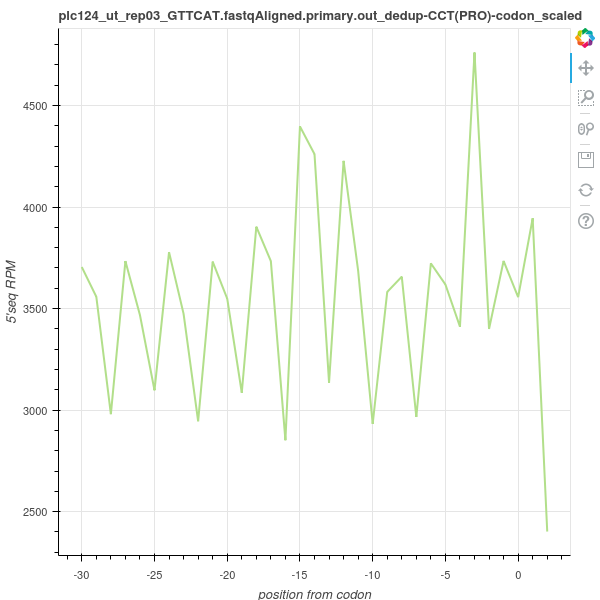 plc124_ut_rep03_GTTCAT.fastqAligned.primary.out_dedup-CCT(PRO)-codon_scaled
4500
4000
3500
3000
2500
5'seq RPM
-30 -25 -20 -15 -10 -5 0
position from codon